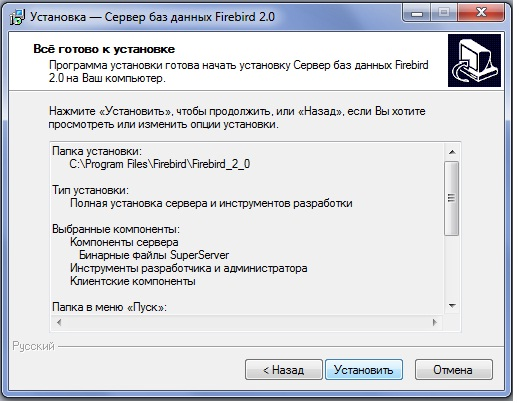 Установка — Сервер баз данных Firebird 2.0
Всё готово к установке
Программа установки готова начать установку Сервер баз данных Firebird
2.0 на Ваш компьютер.
Нажмите «Установить», чтобы продолжить, или «Назад», если Вы хотите
просмотреть или изменить опции установки.
Папка установки:
C:\Program Files\Firebird\Firebird_2_0
Тип установки:
Полная установка сервера и инструментов разработки
Выбранные компоненты:
Компоненты сервера
Бинарные файлы SuperServer
Инструменты разработчика и администратора
Клиентские компоненты
Папка в меню «Пуск»:
Русский
< Назад
Установить
Отмена